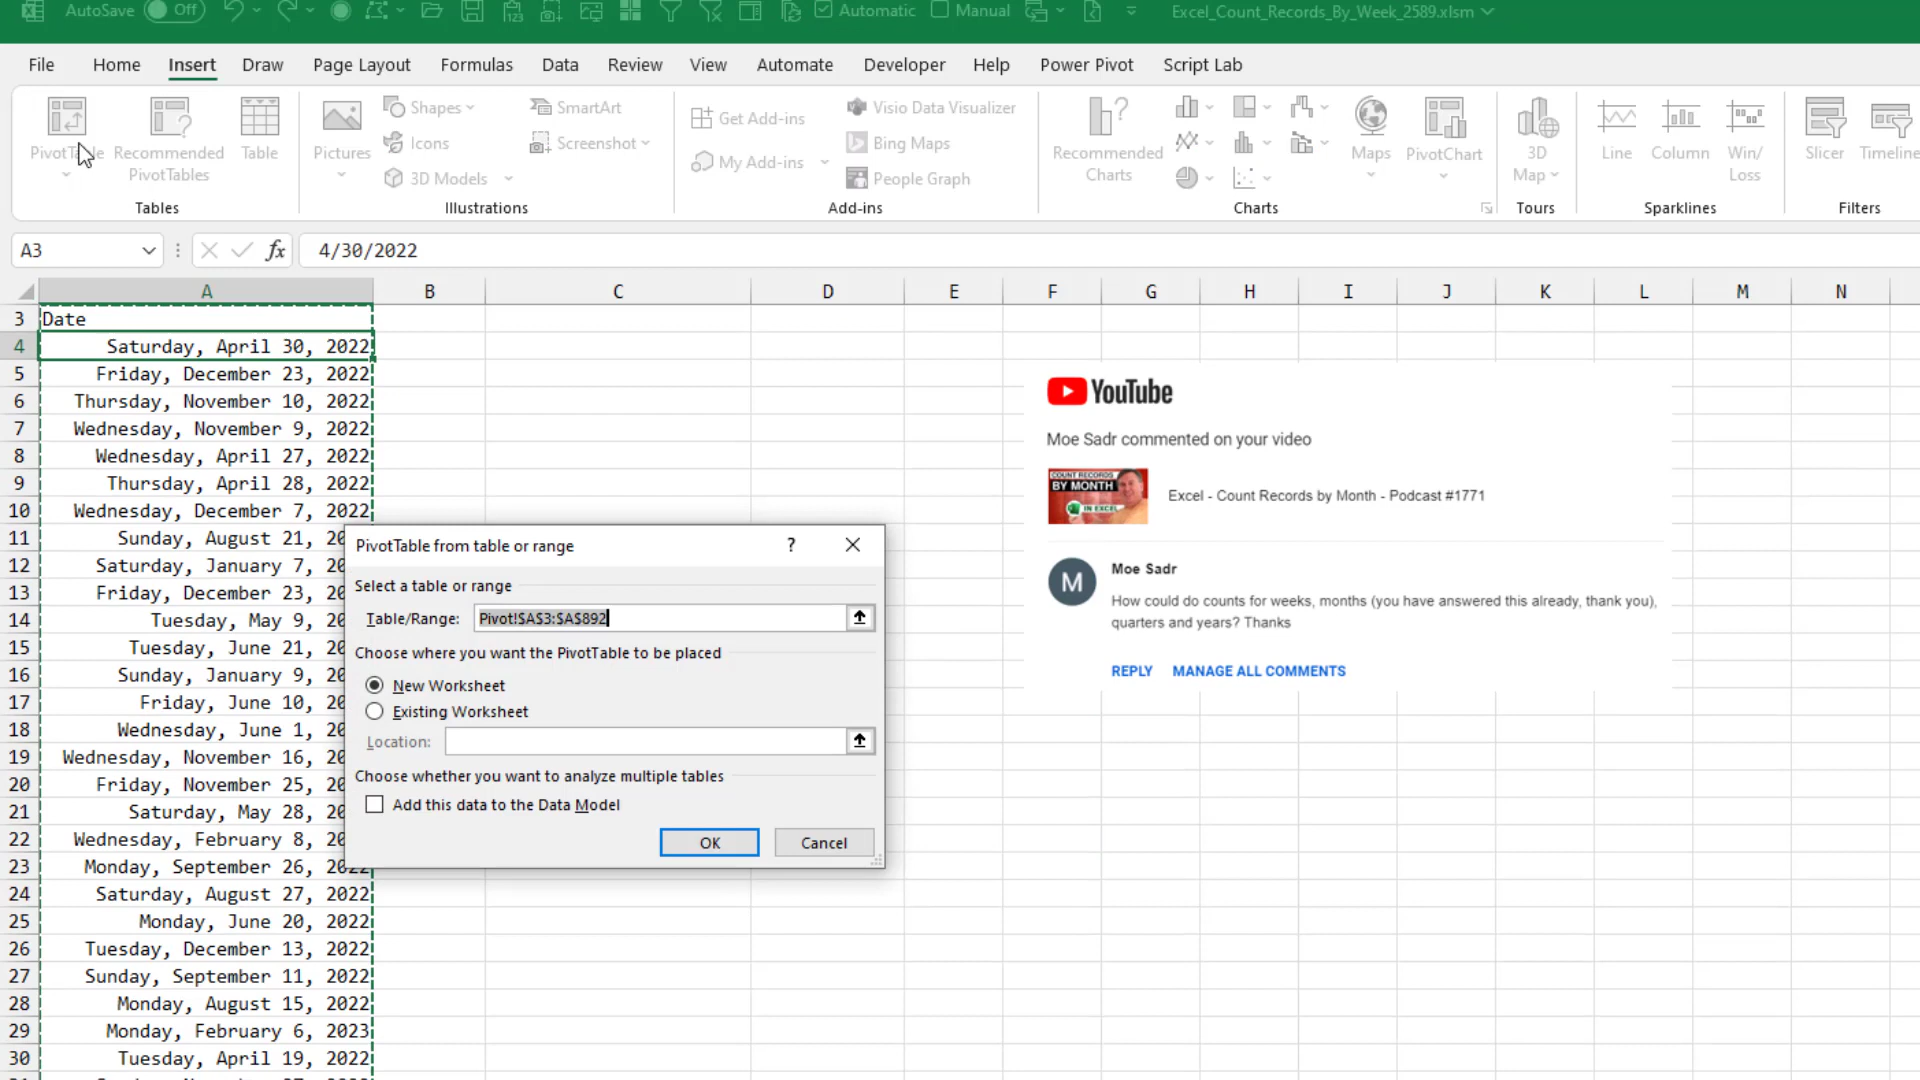 AutoSave Off Automatic Manual Excel_Count_Records_By_Week_2589.xlsm
File Home Insert Draw Page Layout Formulas Data Review View Automate Developer Help Power Pivot Script Lab
PivotTable Recommended PivotTables Table Pictures Shapes Icons 3D Models SmartArt Screenshot Get Add-ins My Add-ins Visio Data Visualizer Bing Maps People Graph Recommended Charts Maps PivotChart 3D Map Line Column Win/Loss Slicer Timeline
Tables Illustrations Add-ins Charts Tours Sparklines Filters
A3 fx 4/30/2022
A B C D E F G H I J K L M N
3 Date
4 Saturday, April 30, 2022
5 Friday, December 23, 2022
6 Thursday, November 10, 2022
7 Wednesday, November 9, 2022
8 Wednesday, April 27, 2022
9 Thursday, April 28, 2022
10 Wednesday, December 7, 2022
11 Sunday, August 21, 20
12 Saturday, January 7, 20
13 Friday, December 23, 20
14 Tuesday, May 9, 20
15 Tuesday, June 21, 20
16 Sunday, January 9, 20
17 Friday, June 10, 20
18 Wednesday, June 1, 20
19 Wednesday, November 16, 20
20 Friday, November 25, 20
21 Saturday, May 28, 20
22 Wednesday, February 8, 20
23 Monday, September 26, 2022
24 Saturday, August 27, 2022
25 Monday, June 20, 2022
26 Tuesday, December 13, 2022
27 Sunday, September 11, 2022
28 Monday, August 15, 2022
29 Monday, February 6, 2023
30 Tuesday, April 19, 2022
PivotTable from table or range ?
Select a table or range
Table/Range: Pivot!$A$3:$A$892
Choose where you want the PivotTable to be placed
New Worksheet
Existing Worksheet
Location:
Choose whether you want to analyze multiple tables
Add this data to the Data Model
OK Cancel
YouTube
Moe Sadr commented on your video
COUNT RECORDS
BY MONTH
IN EXCEL
Excel - Count Records by Month - Podcast #1771
M
Moe Sadr
How could do counts for weeks, months (you have answered this already, thank you),
quarters and years? Thanks
REPLY MANAGE ALL COMMENTS